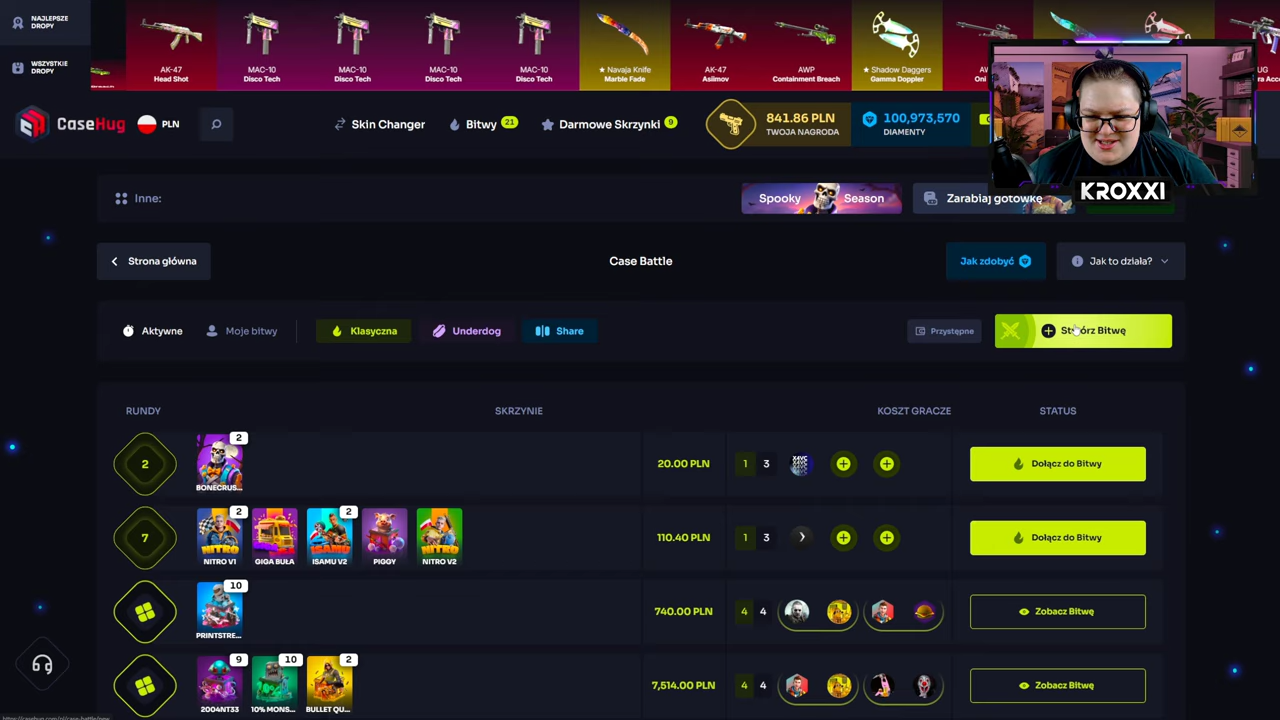 NAJLEPSZE
DROPY
WSZYSTKIE
DROPY
AK-47
Head Shot
MAC-10
Disco Tech
MAC-10
Disco Tech
MAC-10
Disco Tech
MAC-10
Disco Tech
★ Navaja Knife
Marble Fade
AK-47
Asiimov
AWP
Containment Breach
★ Shadow Daggers
Gamma Doppler
CaseHug
PLN
Skin Changer
Bitwy 21
Darmowe Skrzynki 9
841.86 PLN
TWOJA NAGRODA
100,973,570
DIAMENTY
KROXXI
Inne:
Spooky Season
Zarabiaj gotówkę
Strona główna
Case Battle
Jak zdobyć
Jak to działa?
Aktywne
Moje bitwy
Klasyczna
Underdog
Share
Przystępne
Stwórz Bitwę
RUNDY
SKRZYNIE
KOSZT GRACZE
STATUS
2
2
BONECRUS...
20.00 PLN
1 3
XAVC
Dołącz do Bitwy
7
2
NITRO V1
GIGA BUŁA
2
ISAMU V2
PIGGY
NITRO V2
110.40 PLN
1 3
Dołącz do Bitwy
10
PRINTSTRE...
740.00 PLN
4 4
Zobacz Bitwę
9
2004NT33
10
10% MONS...
2
BULLET QU...
7,514.00 PLN
4 4
Zobacz Bitwę